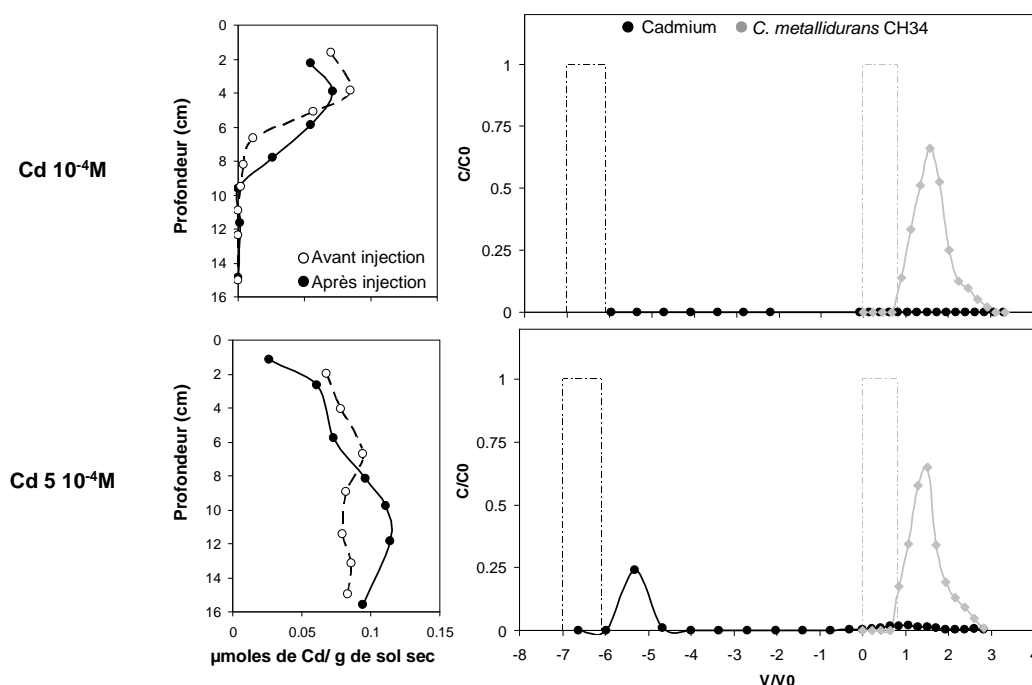 Cd 10⁻⁴M
Profondeur (cm)
0
2
4
6
8
10
12
14
16
Avant injection
Après injection
Cadmium
C. metallidurans CH34
C/C0
1
0.75
0.5
0.25
0
Cd 5 10⁻⁴M
Profondeur (cm)
0
2
4
6
8
10
12
14
16
0 0.05 0.1 0.15
µmoles de Cd/ g de sol sec
C/C0
1
0.75
0.5
0.25
0
-8 -7 -6 -5 -4 -3 -2 -1 0 1 2 3 4
V/V0